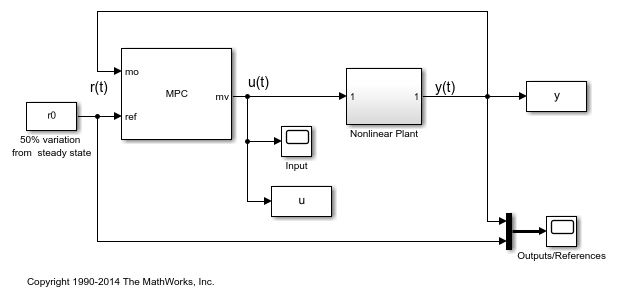 mo
r(t)
MPC
u(t)
mv
ref
r0
50% variation
from steady state
1
1
Nonlinear Plant
y(t)
y
Input
u
Outputs/References
Copyright 1990-2014 The MathWorks, Inc.